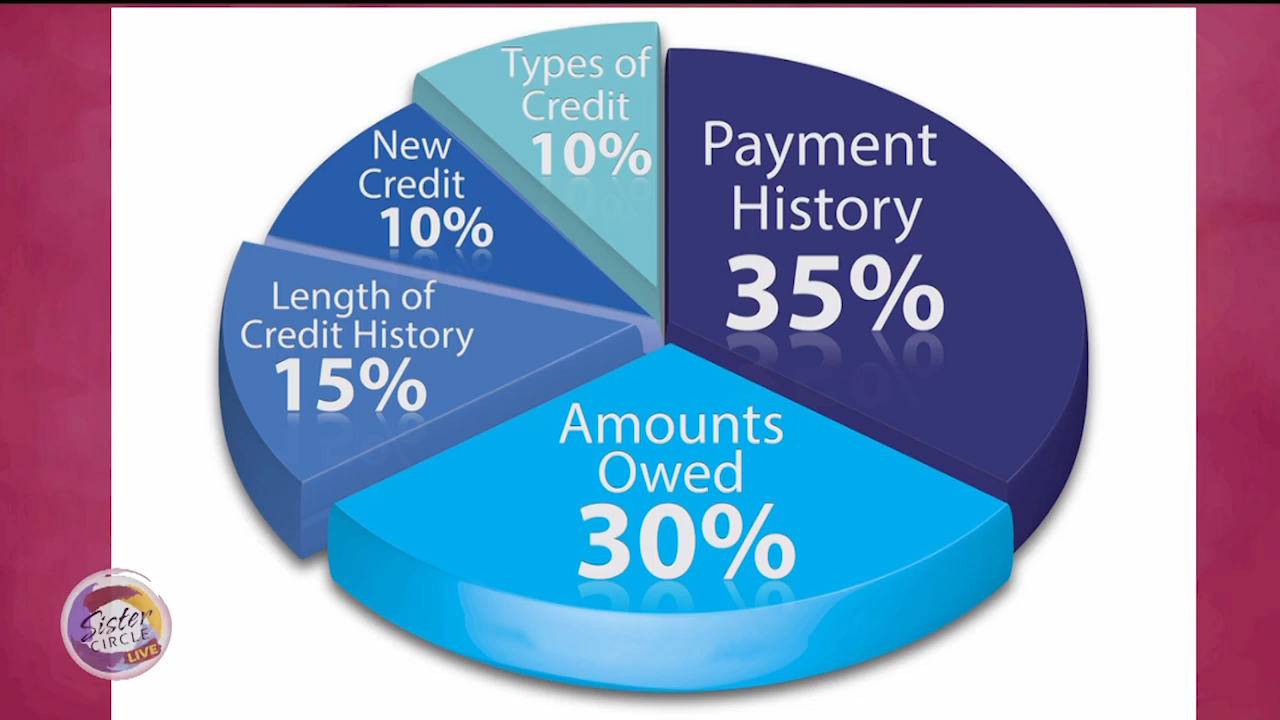 Types of
Credit
10%
Payment
History
35%
New
Credit
10%
Length of
Credit History
15%
Amounts
Owed
30%
Sister
CIRCLE
LIVE